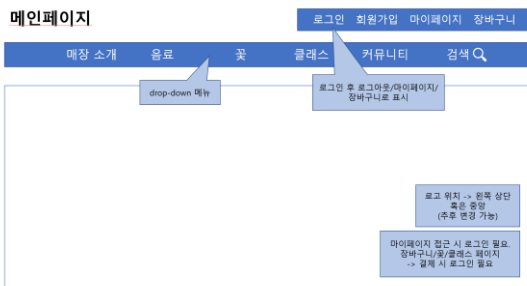 메인페이지
로그인 회원가입 마이페이지 장바구니
매장 소개 음료 꽃 클래스 커뮤니티 검색
drop-down 메뉴
로그인 후 로그아웃/마이페이지/
장바구니로 표시
로고 위치 -> 왼쪽 상단
혹은 중앙
(추후 변경 가능)
마이페이지 접근 시 로그인 필요.
장바구니/꽃/클래스 페이지
-> 결제 시 로그인 필요